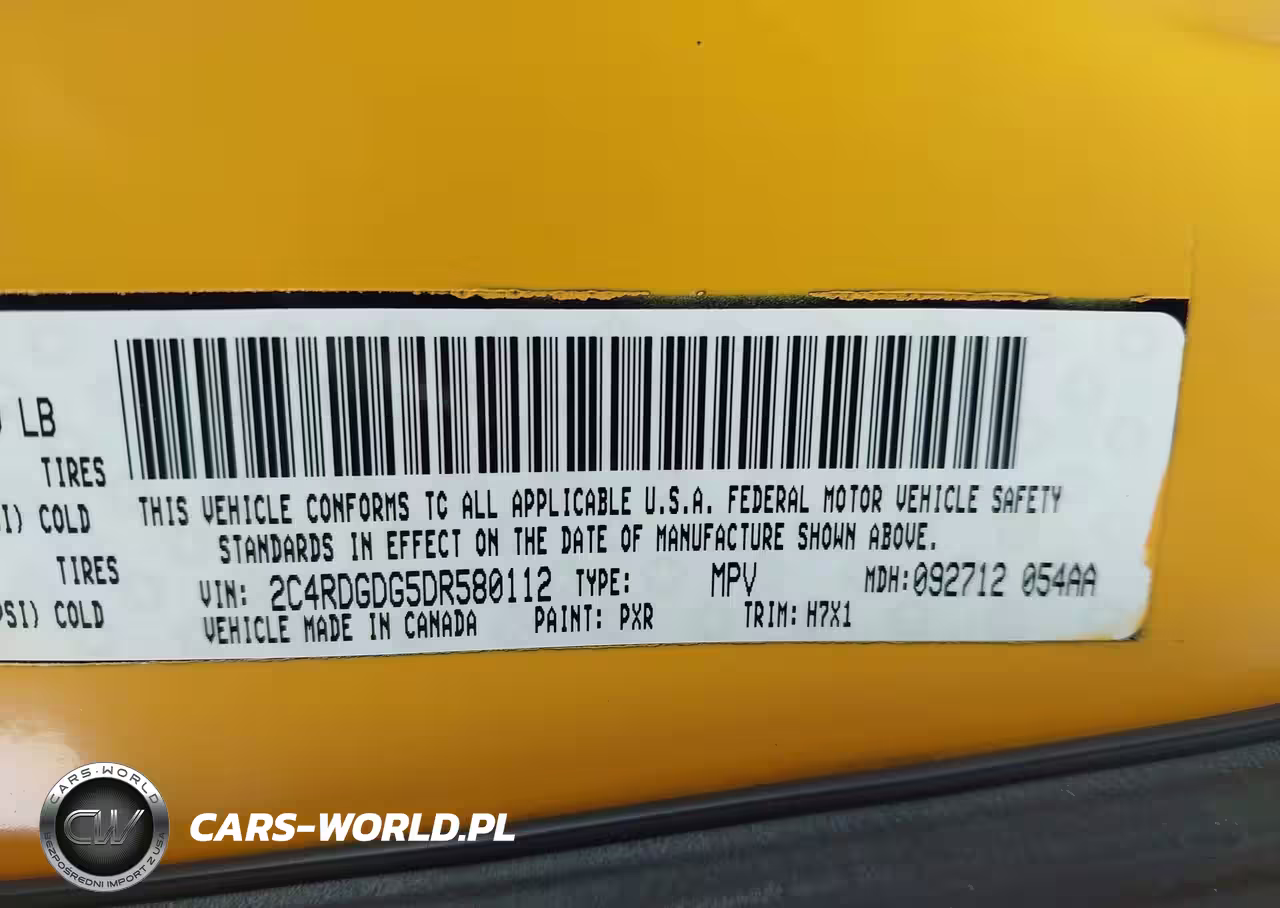 LB
TIRES
SI) COLD
TIRES
PSI) COLD
THIS VEHICLE CONFORMS TO ALL APPLICABLE U.S.A. FEDERAL MOTOR VEHICLE SAFETY
STANDARDS IN EFFECT ON THE DATE OF MANUFACTURE SHOWN ABOVE.
VIN: 2C4RDGDG5DR580112 TYPE: MPV MDH: 092712 054AA
VEHICLE MADE IN CANADA PAINT: PXR TRIM: H7X1
CARS-WORLD
CW
BEZPOŚREDNI IMPORT Z USA
CARS-WORLD.PL